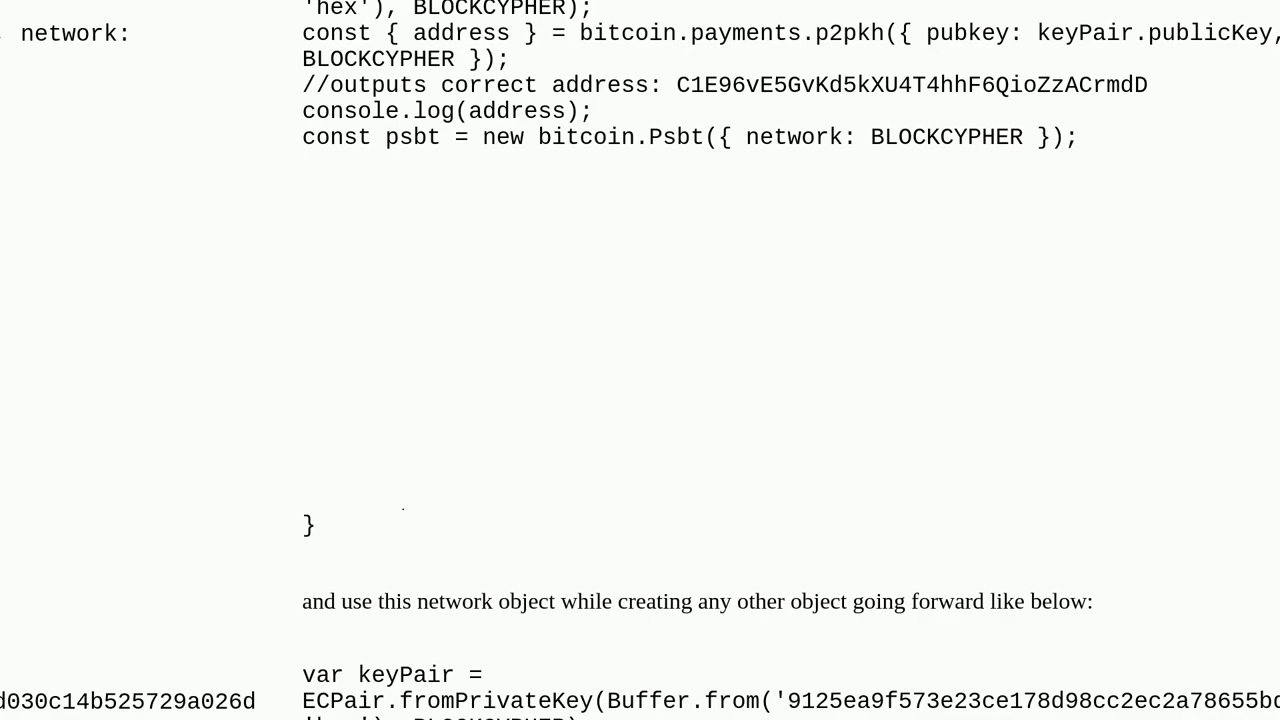 'hex'), BLOCKCYPHER);
network: const { address } = bitcoin.payments.p2pkh({ pubkey: keyPair.publicKey,
BLOCKCYPHER });
//outputs correct address: C1E96vE5GvKd5kXU4T4hhF6QioZzACrmdD
console.log(address);
const psbt = new bitcoin.Psbt({ network: BLOCKCYPHER });
}
and use this network object while creating any other object going forward like below:
var keyPair =
d030c14b525729a026d ECPair.fromPrivateKey(Buffer.from('9125ea9f573e23ce178d98cc2ec2a78655bd